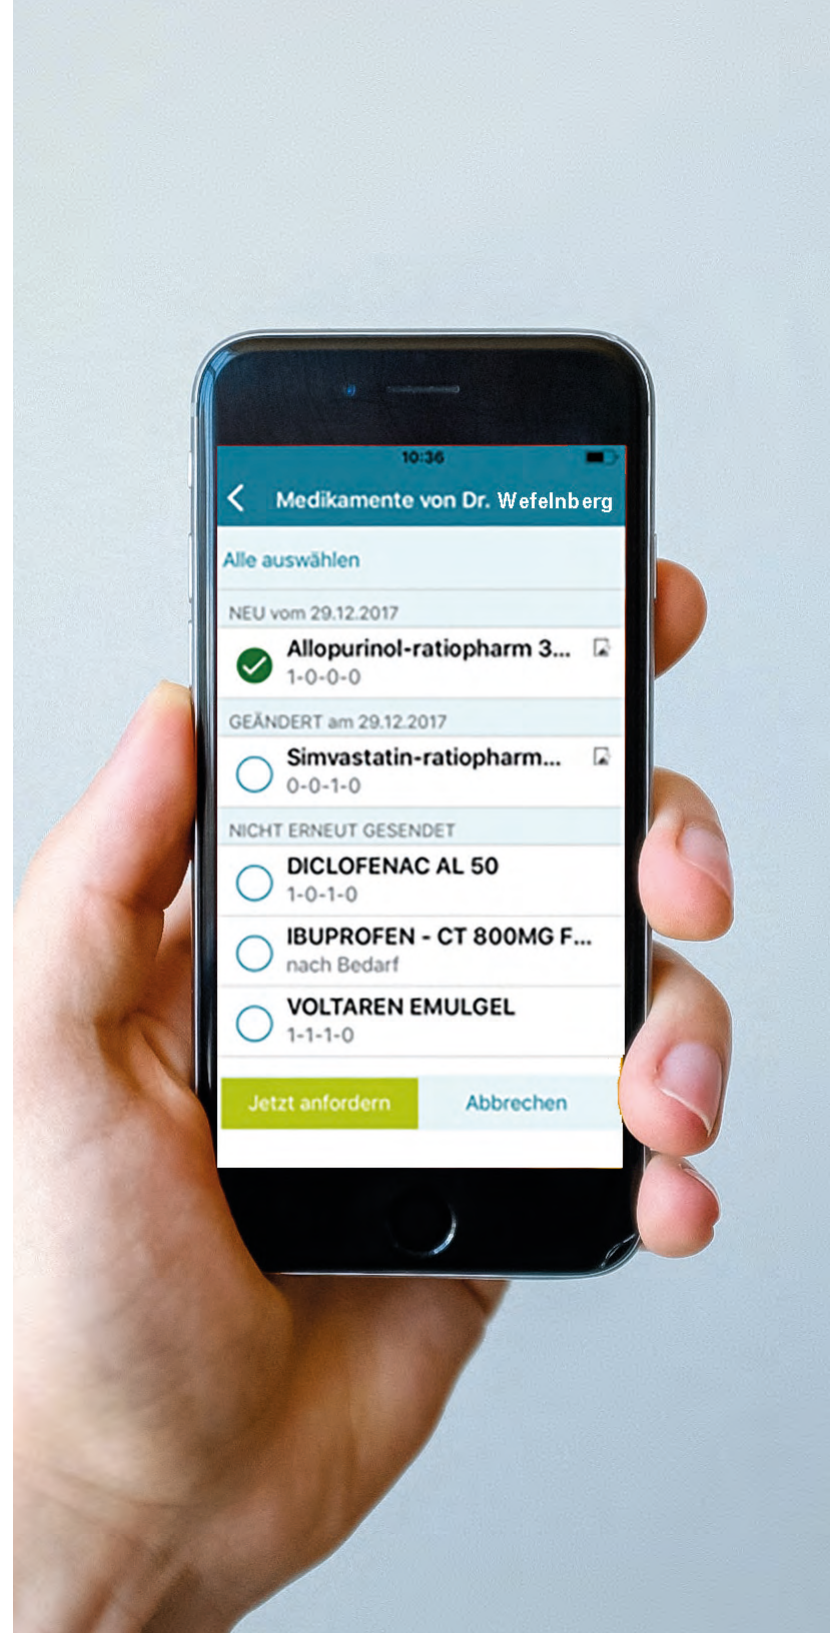 10:36
Medikamente von Dr. Wefelnberg
Alle auswählen
NEU vom 29.12.2017
Allopurinol-ratiopharm 3...
1-0-0-0
GEÄNDERT am 29.12.2017
Simvastatin-ratiopharm...
0-0-1-0
NICHT ERNEUT GESENDET
DICLOFENAC AL 50
1-0-1-0
IBUPROFEN - CT 800MG F...
nach Bedarf
VOLTAREN EMULGEL
1-1-1-0
Jetzt anfordern Abbrechen